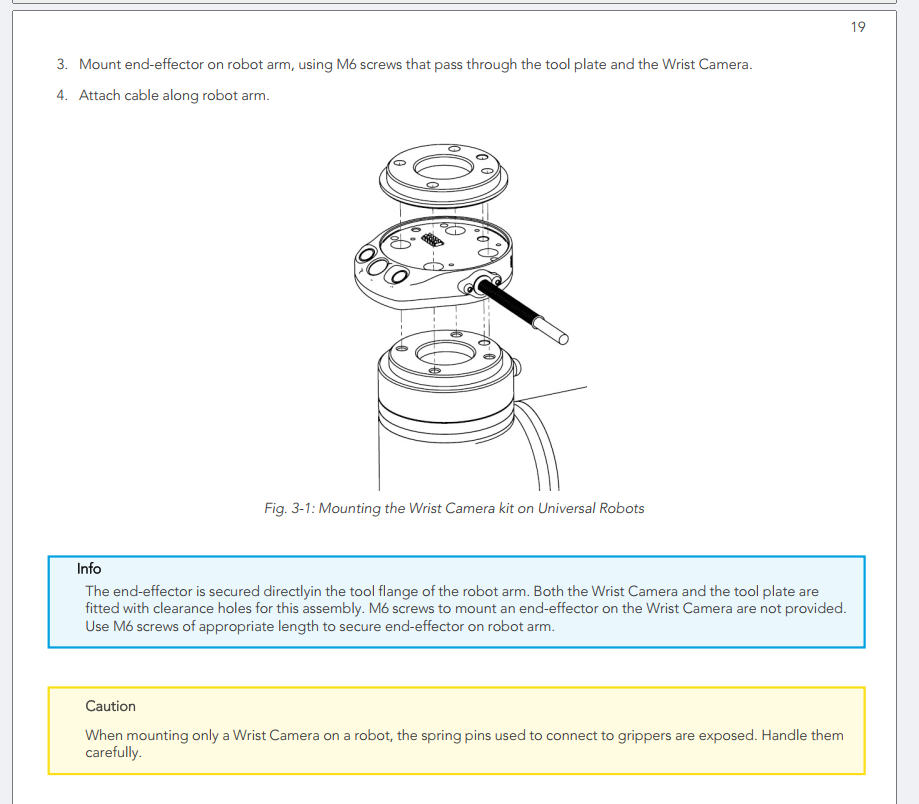 19
3. Mount end-effector on robot arm, using M6 screws that pass through the tool plate and the Wrist Camera.
4. Attach cable along robot arm.
Fig. 3-1: Mounting the Wrist Camera kit on Universal Robots
Info
The end-effector is secured directlyin the tool flange of the robot arm. Both the Wrist Camera and the tool plate are
fitted with clearance holes for this assembly. M6 screws to mount an end-effector on the Wrist Camera are not provided.
Use M6 screws of appropriate length to secure end-effector on robot arm.
Caution
When mounting only a Wrist Camera on a robot, the spring pins used to connect to grippers are exposed. Handle them
carefully.